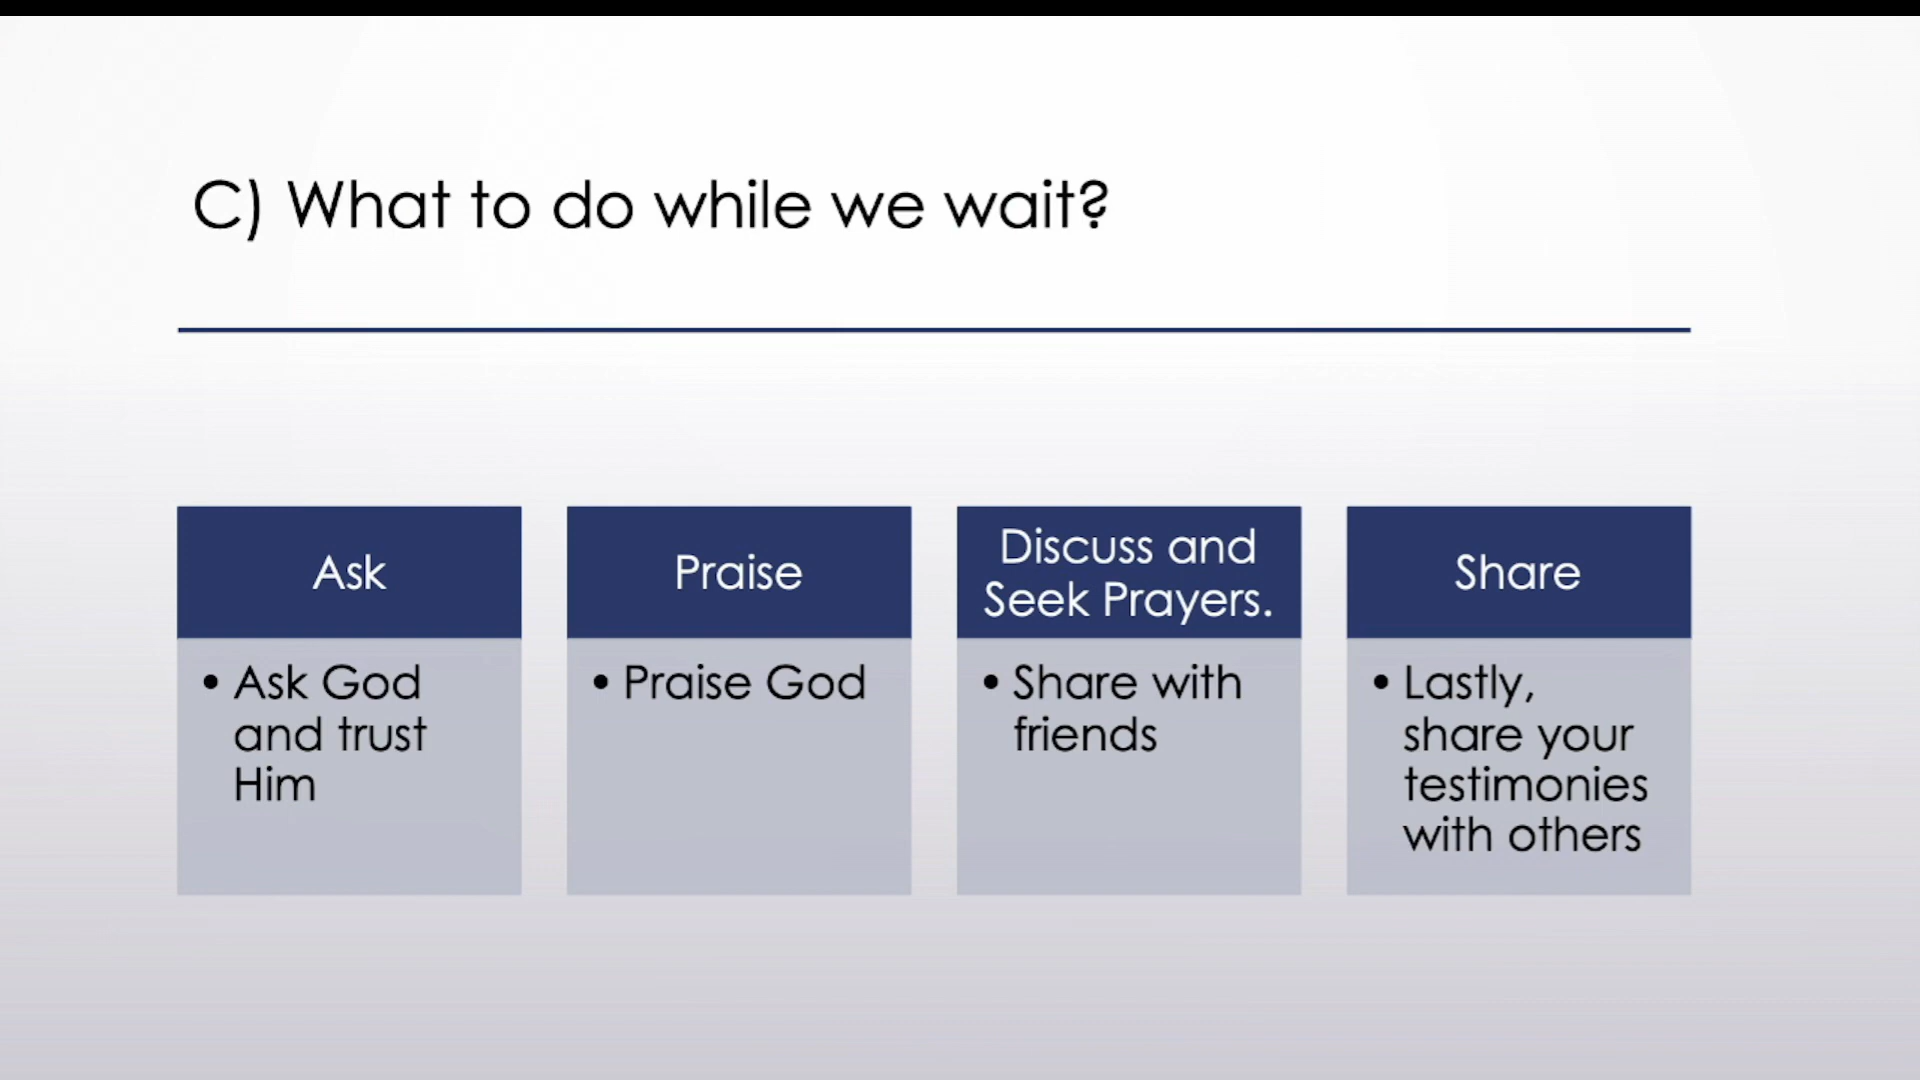 C) What to do while we wait?
Ask
• Ask God
and trust
Him
Praise
• Praise God
Discuss and
Seek Prayers.
• Share with
friends
Share
• Lastly,
share your
testimonies
with others